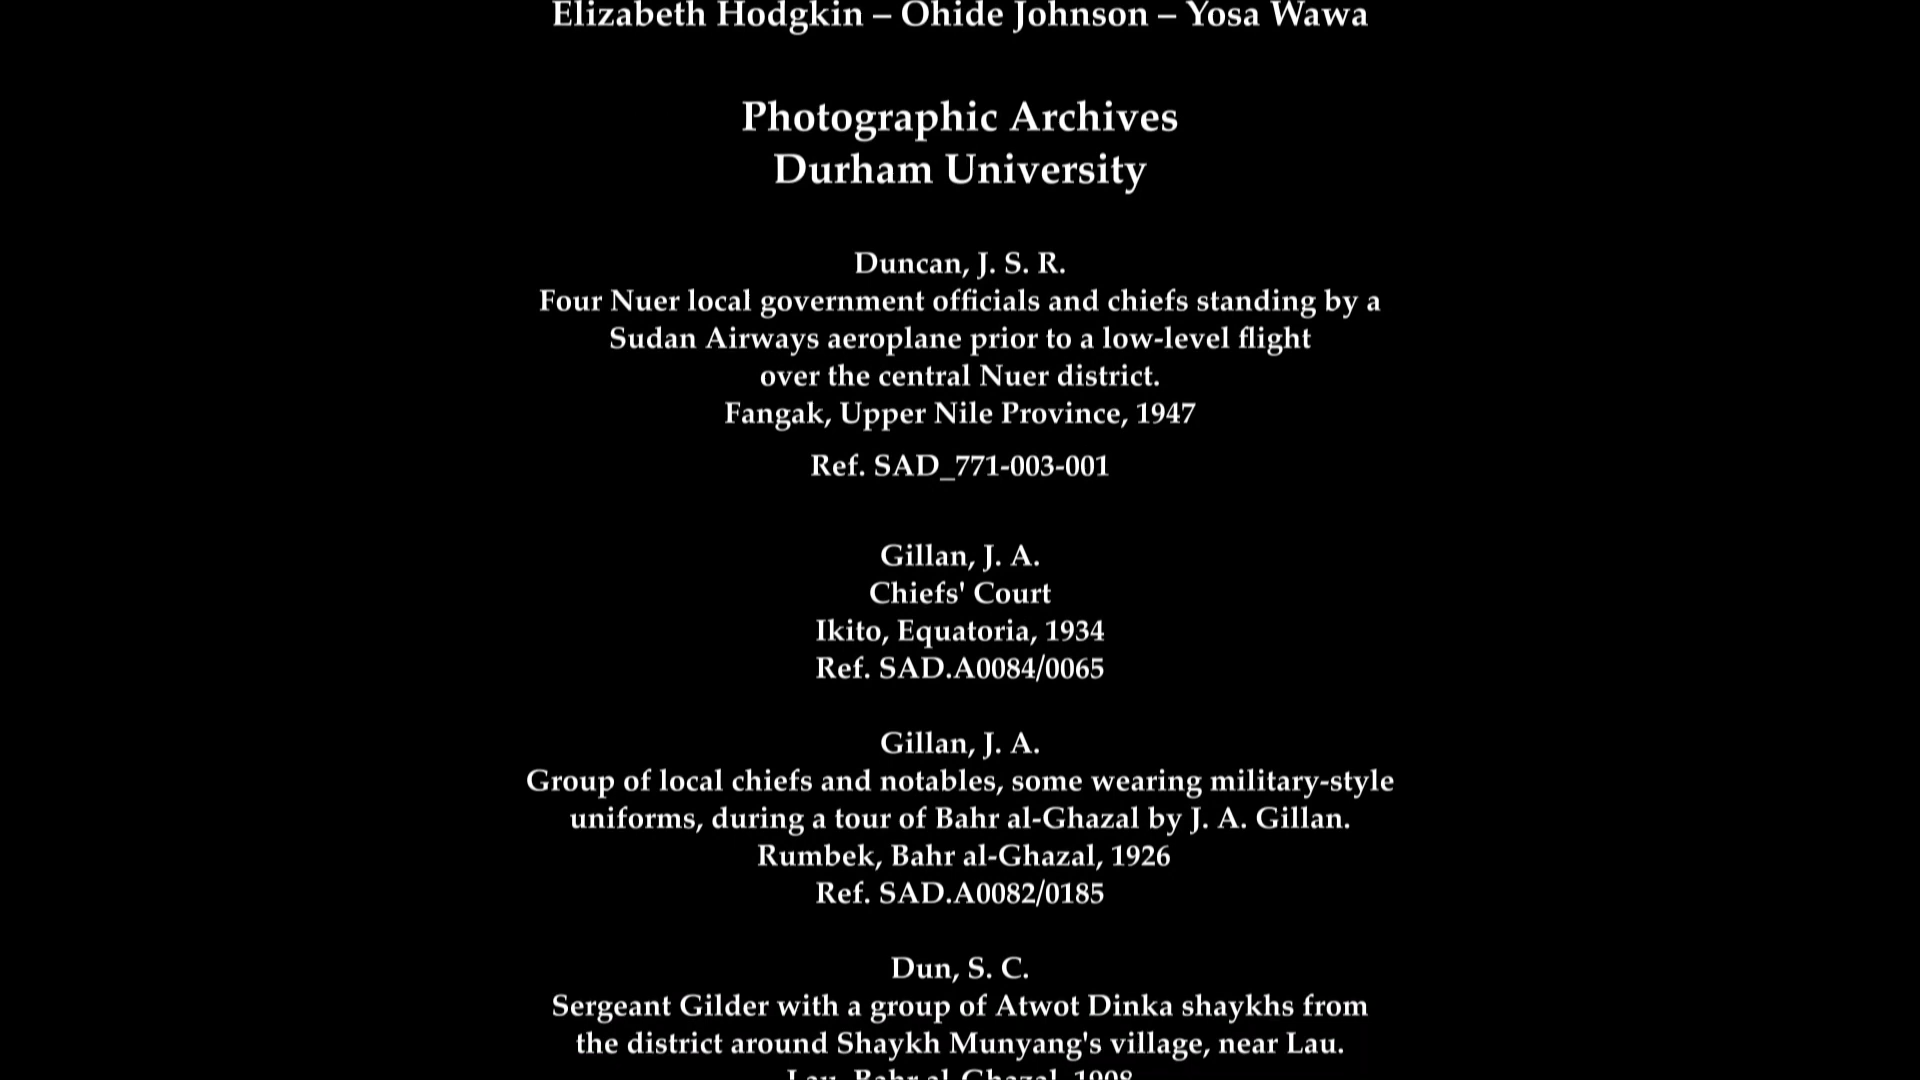 Elizabeth Hodgkin – Ohide Johnson – Yosa Wawa
Photographic Archives
Durham University
Duncan, J. S. R.
Four Nuer local government officials and chiefs standing by a
Sudan Airways aeroplane prior to a low-level flight
over the central Nuer district.
Fangak, Upper Nile Province, 1947
Ref. SAD_771-003-001
Gillan, J. A.
Chiefs' Court
Ikito, Equatoria, 1934
Ref. SAD.A0084/0065
Gillan, J. A.
Group of local chiefs and notables, some wearing military-style
uniforms, during a tour of Bahr al-Ghazal by J. A. Gillan.
Rumbek, Bahr al-Ghazal, 1926
Ref. SAD.A0082/0185
Dun, S. C.
Sergeant Gilder with a group of Atwot Dinka shaykhs from
the district around Shaykh Munyang's village, near Lau.
Lau, Bahr al-Ghazal, 1908